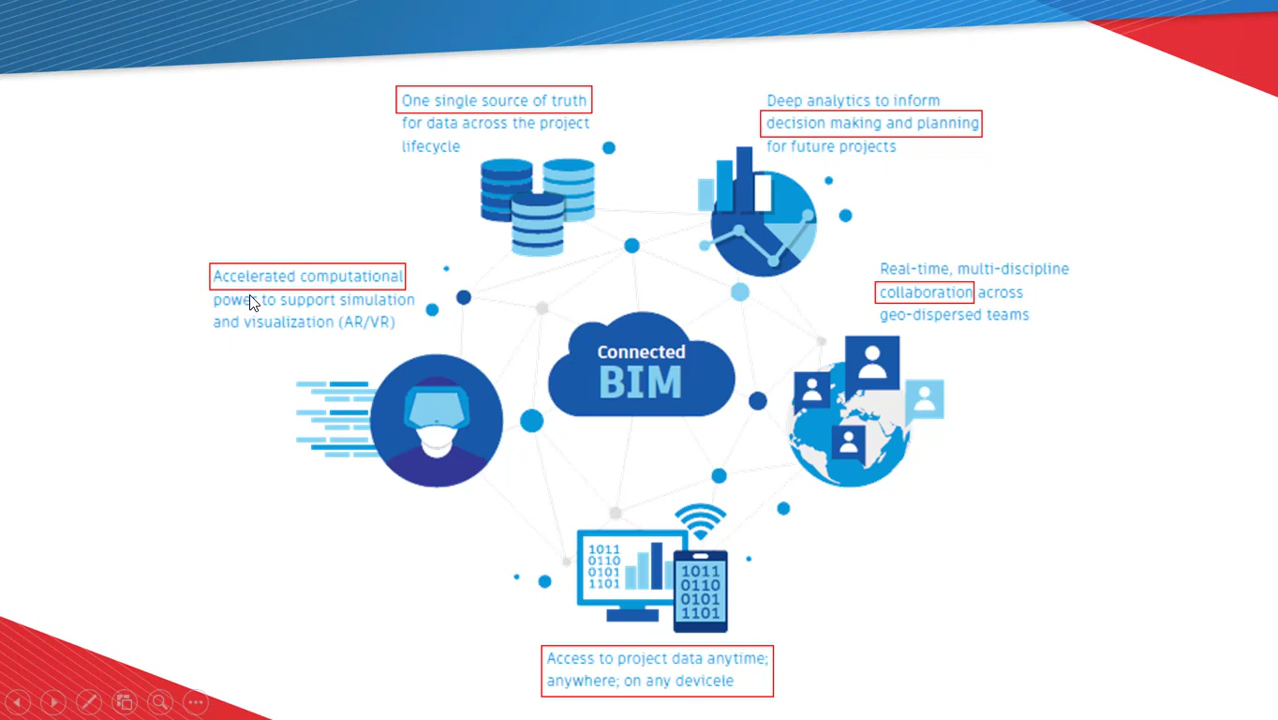 One single source of truth
for data across the project
lifecycle
Deep analytics to inform
decision making and planning
for future projects
Accelerated computational
power to support simulation
and visualization (AR/VR)
Real-time, multi-discipline
collaboration across
geo-dispersed teams
Connected
BIM
1011
0110
0101
1101
1011
0110
0101
1101
Access to project data anytime;
anywhere; on any devicele